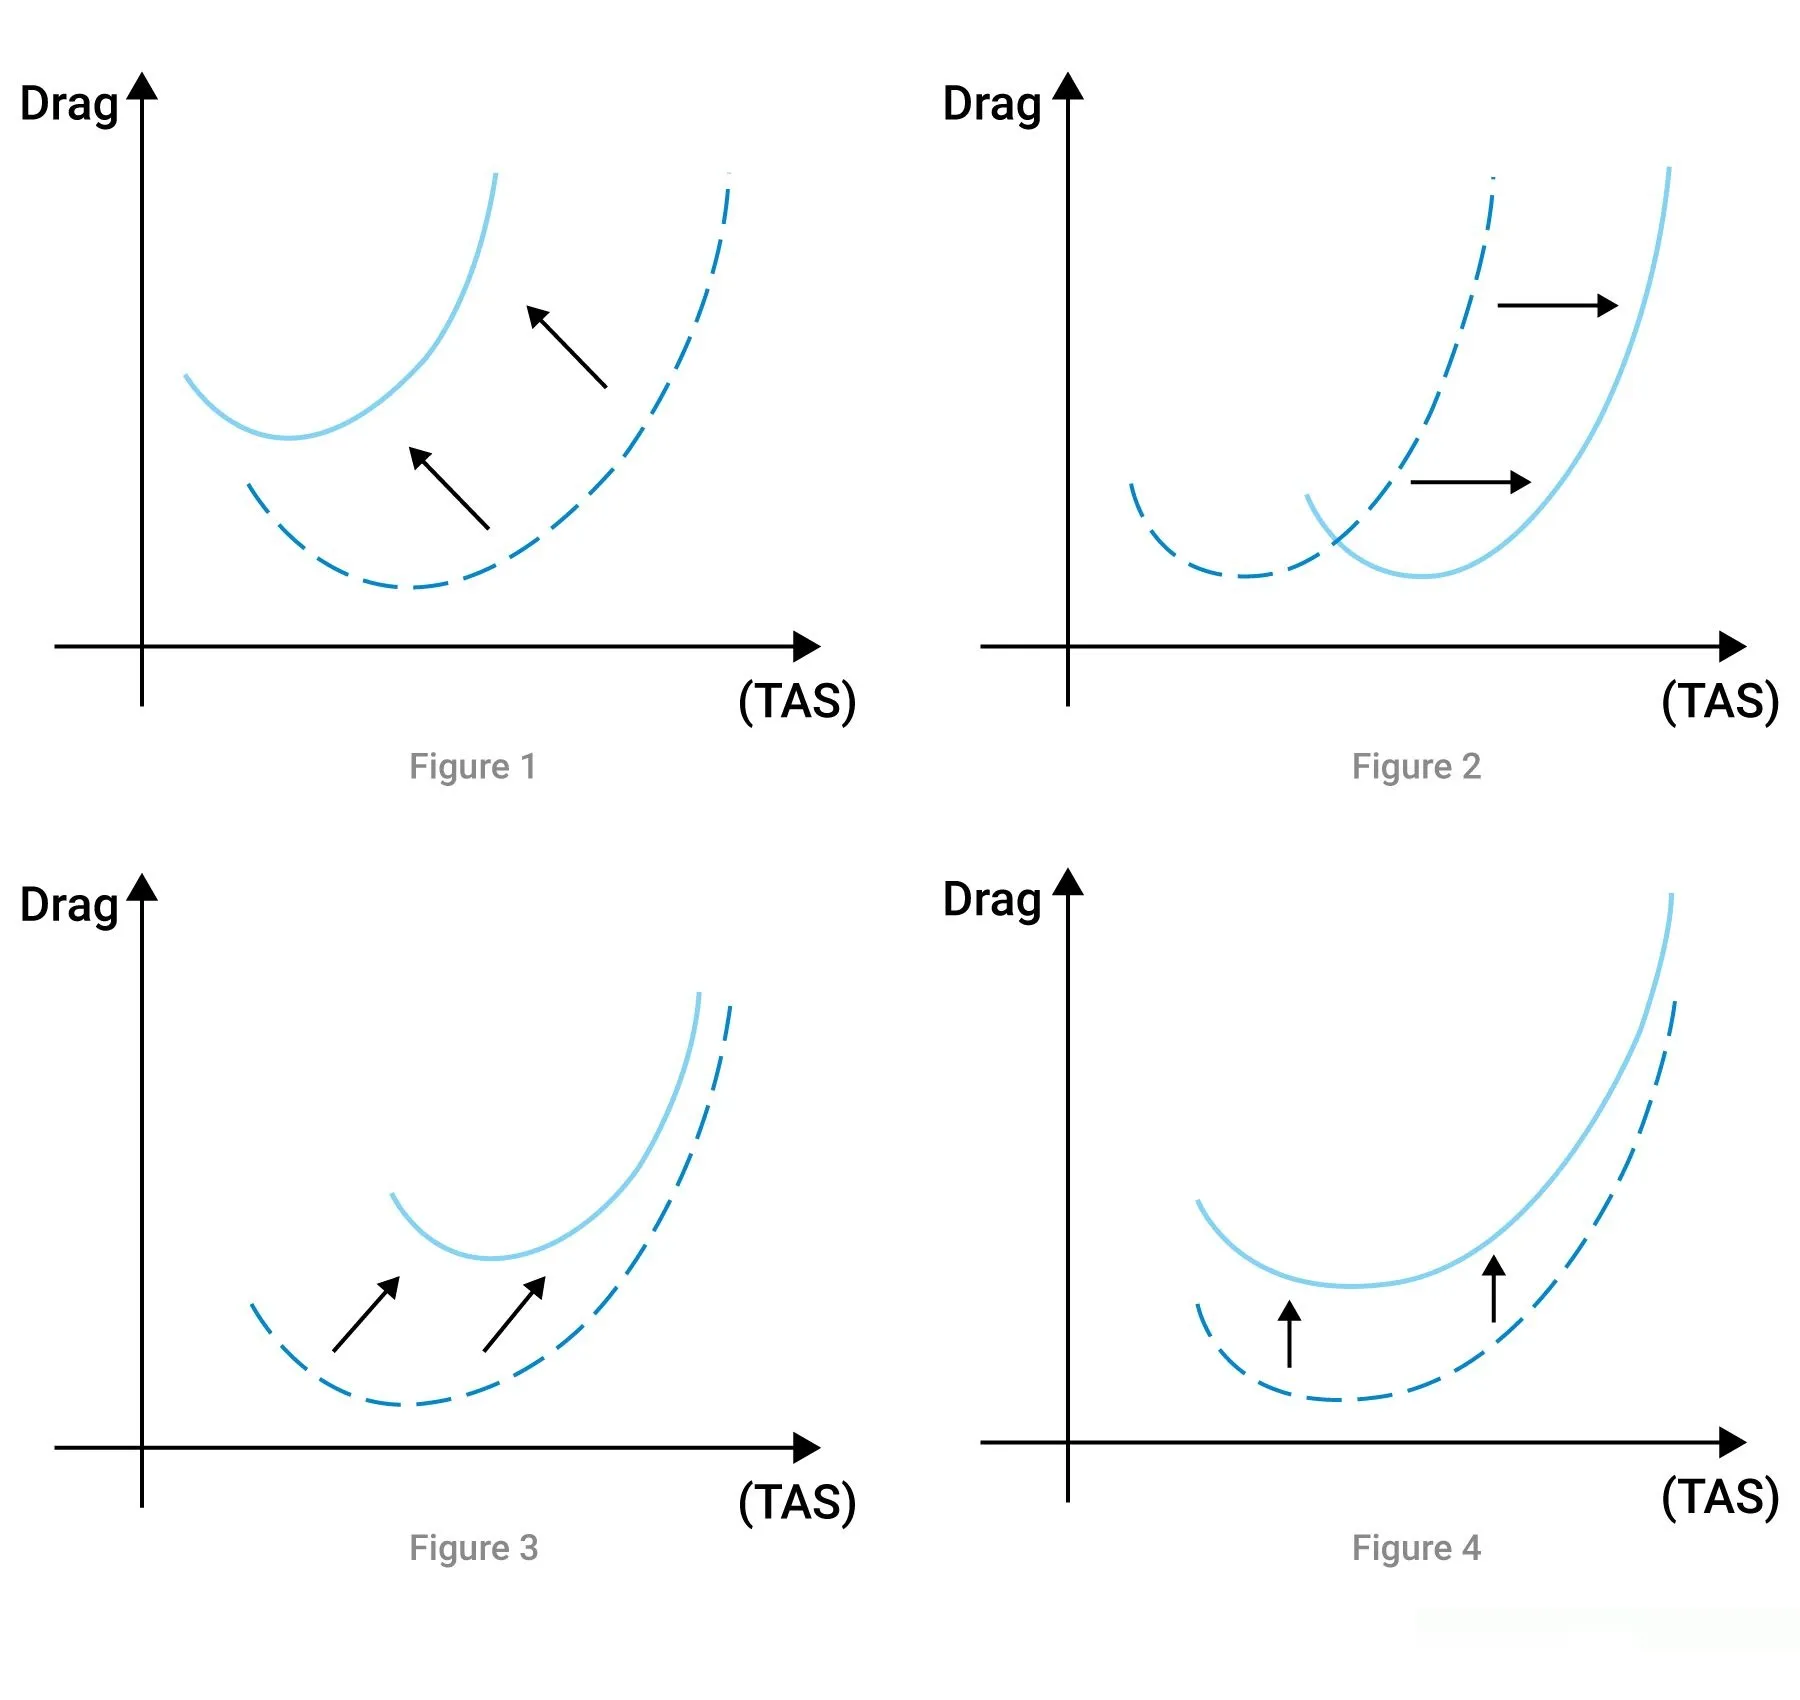 Drag
Drag
(TAS)
(TAS)
Figure 1
Figure 2
Drag
Drag
(TAS)
(TAS)
Figure 3
Figure 4